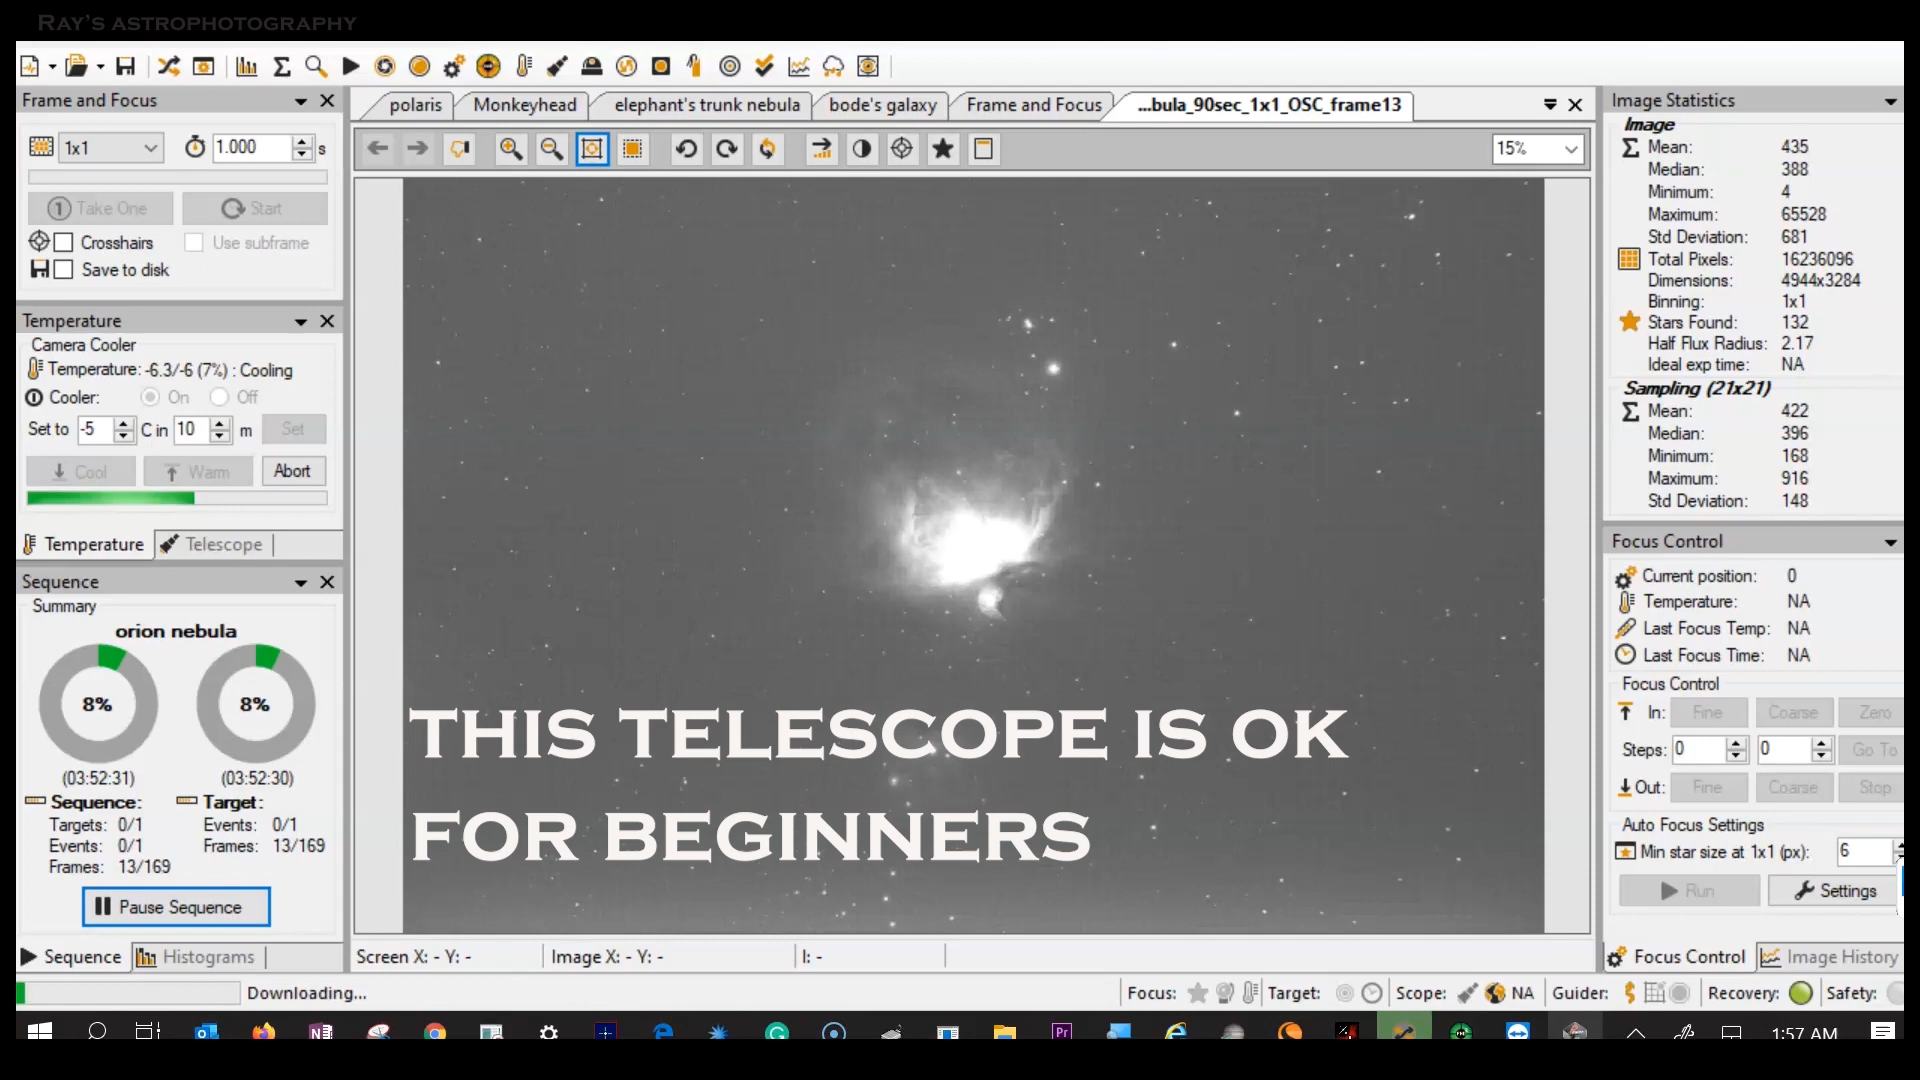 RAY'S ASTROPHOTOGRAPHY
Frame and Focus
1x1
1.000
s
Take One
Start
Crosshairs
Use subframe
Save to disk
Temperature
Camera Cooler
Temperature: -6.3/-6 (7%) : Cooling
Cooler:
On
Off
Set to
-5
C in
10
m
Set
Cool
Warm
Abort
Temperature
Telescope
Sequence
Summary
orion nebula
8%
8%
(03:52:31)
(03:52:30)
Sequence:
Target:
Targets: 0/1
Events: 0/1
Events: 0/1
Frames: 13/169
Frames: 13/169
Pause Sequence
Sequence
Histograms
polaris
Monkeyhead
elephant's trunk nebula
bode's galaxy
Frame and Focus
...bula_90sec_1x1_OSC_frame13
15%
THIS TELESCOPE IS OK
FOR BEGINNERS
Screen X: - Y: -
Image X: - Y: -
I: -
Image Statistics
Image
Mean: 435
Median: 388
Minimum: 4
Maximum: 65528
Std Deviation: 681
Total Pixels: 16236096
Dimensions: 4944x3284
Binning: 1x1
Stars Found: 132
Half Flux Radius: 2.17
Ideal exp time: NA
Sampling (21x21)
Mean: 422
Median: 396
Minimum: 168
Maximum: 916
Std Deviation: 148
Focus Control
Current position: 0
Temperature: NA
Last Focus Temp: NA
Last Focus Time: NA
Focus Control
In:
Fine
Coarse
Zero
Steps:
0
0
Go To
Out:
Fine
Coarse
Stop
Auto Focus Settings
Min star size at 1x1 (px):
6
Run
Settings
Focus Control
Image History
Downloading...
Focus:
Target:
Scope:
NA
Guider:
Recovery:
Safety:
1:57 AM